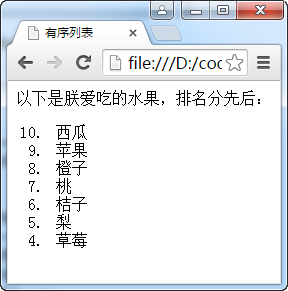 有序列表
file:///D:/coc
以下是朕爱吃的水果，排名分先后：
10. 西瓜
9. 苹果
8. 橙子
7. 桃
6. 桔子
5. 梨
4. 草莓